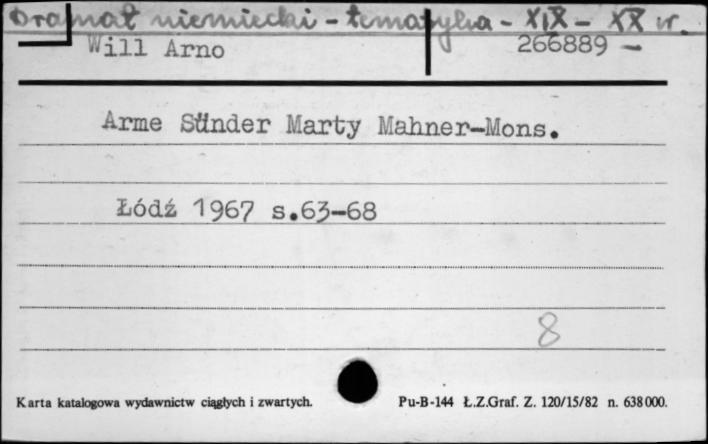 Dramat niemiecki - tematyka - XIX - XX w.
Will Arno 266889 -
Arme Sünder Marty Mahner-Mons.
Łódź 1967 s.63-68
8
Karta katalogowa wydawnictw ciągłych i zwartych. Pu-B-144 Ł.Z.Graf. Z. 120/15/82 n. 638000.